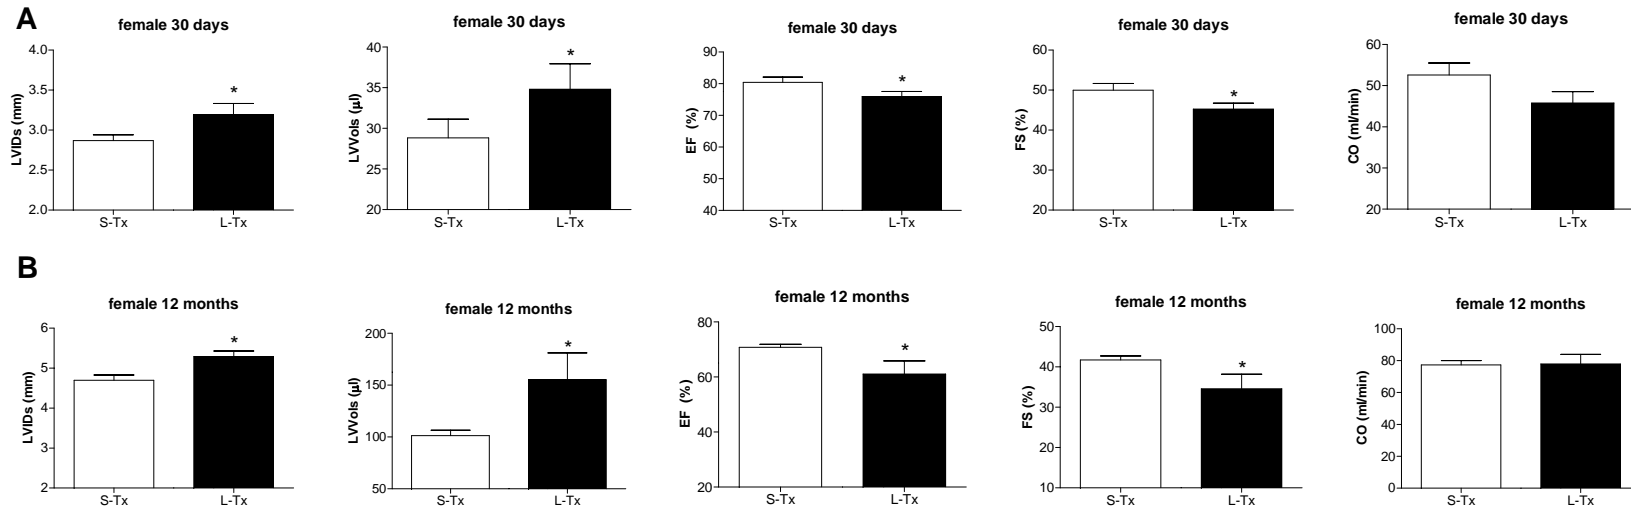 A
female 30 days
LVIDs (mm)
4.0
3.5
3.0
2.5
2.0
*
S-Tx
L-Tx
female 30 days
LVVols (µl)
40
35
30
25
20
*
S-Tx
L-Tx
female 30 days
EF (%)
90
80
70
60
50
40
*
S-Tx
L-Tx
female 30 days
FS (%)
60
50
40
30
20
*
S-Tx
L-Tx
female 30 days
CO (ml/min)
60
50
40
30
20
S-Tx
L-Tx
B
female 12 months
LVIDs (mm)
6
5
4
3
2
*
S-Tx
L-Tx
female 12 months
LVVols (µl)
200
150
100
50
*
S-Tx
L-Tx
female 12 months
EF (%)
80
60
40
20
*
S-Tx
L-Tx
female 12 months
FS (%)
50
40
30
20
10
*
S-Tx
L-Tx
female 12 months
CO (ml/min)
100
80
60
40
20
0
S-Tx
L-Tx